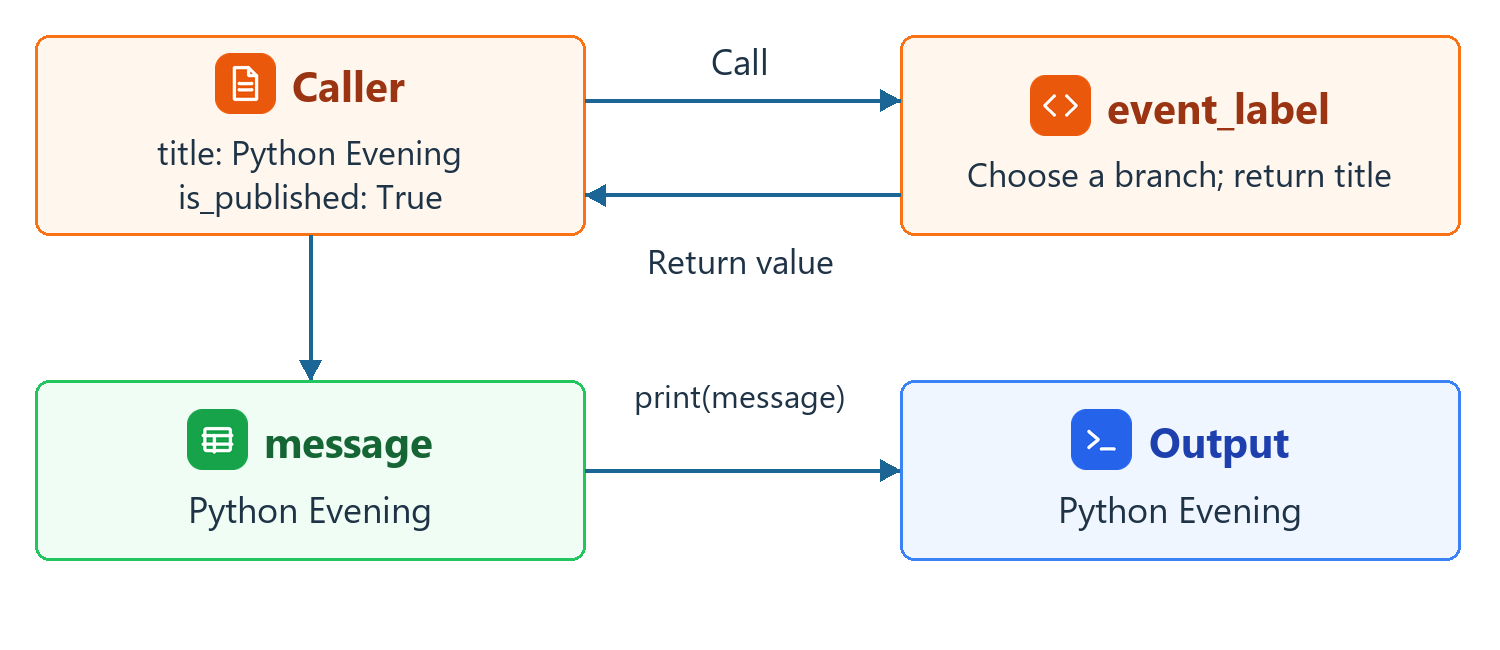 Caller
title: Python Evening
is_published: True
Call
event_label
Choose a branch; return title
Return value
message
Python Evening
print(message)
Output
Python Evening